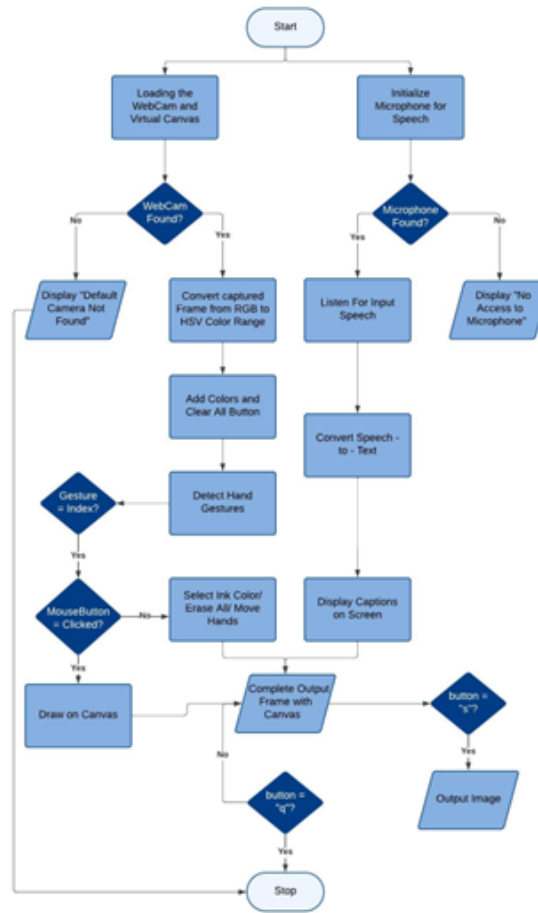 Start
Loading the
WebCam and
Virtual Canvas
Initialize
Microphone for
Speech
WebCam
Found?
Microphone
Found?
No
Yes
Yes
No
Display "Default
Camera Not
Found"
Convert captured
Frame from RGB to
HSV Color Range
Listen For Input
Speech
Display "No
Access to
Microphone"
Add Colors and
Clear All Button
Convert Speech -
to - Text
Gesture
= Index?
Detect Hand
Gestures
Yes
MouseButton
= Clicked?
No
Select Ink Color/
Erase All/ Move
Hands
Display Captions
on Screen
Yes
Draw on Canvas
Complete Output
Frame with
Canvas
button =
"s"?
No
Yes
button =
"q"?
Output Image
Yes
Stop